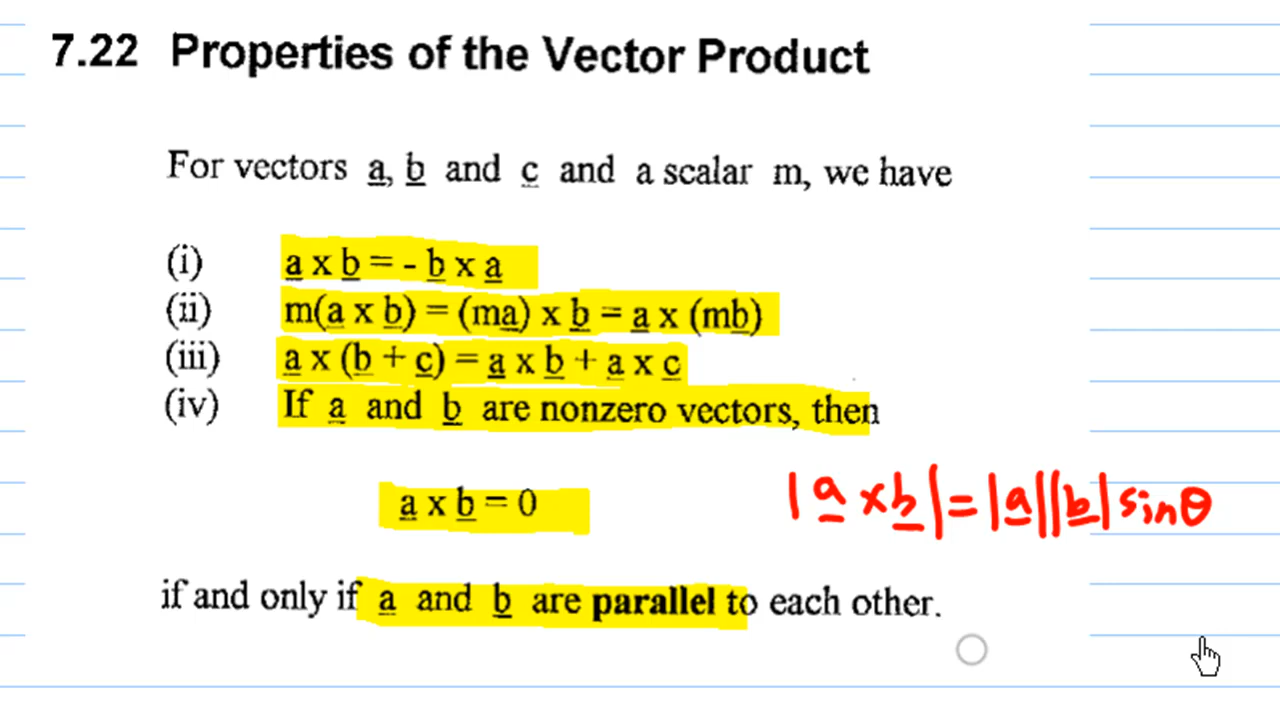 7.22 Properties of the Vector Product
For vectors a, b and c and a scalar m, we have
(i) a x b = - b x a
(ii) m(a x b) = (ma) x b = a x (mb)
(iii) a x (b + c) = a x b + a x c
(iv) If a and b are nonzero vectors, then
a x b = 0
|a x b| = |a||b| sinθ
if and only if a and b are parallel to each other.